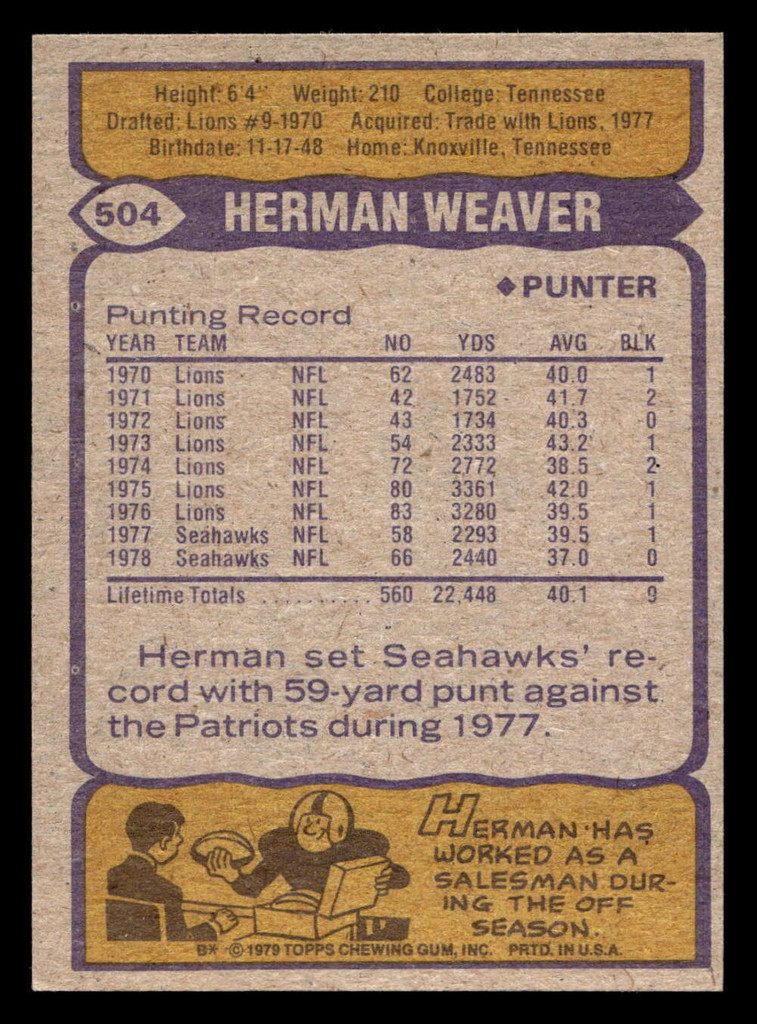 Height: 6'4" Weight: 210 College: Tennessee
Drafted: Lions #9-1970 Acquired: Trade with Lions, 1977
Birthdate: 11-17-48 Home: Knoxville, Tennessee
504 HERMAN WEAVER
◆PUNTER
Punting Record
YEAR TEAM NO YDS AVG BLK
1970 Lions NFL 62 2483 40.0 1
1971 Lions NFL 42 1752 41.7 2
1972 Lions NFL 43 1734 40.3 0
1973 Lions NFL 54 2333 43.2 1
1974 Lions NFL 72 2772 38.5 2
1975 Lions NFL 80 3361 42.0 1
1976 Lions NFL 83 3280 39.5 1
1977 Seahawks NFL 58 2293 39.5 1
1978 Seahawks NFL 66 2440 37.0 0
Lifetime Totals .......... 560 22,448 40.1 9
Herman set Seahawks' re-
cord with 59-yard punt against
the Patriots during 1977.
HERMAN HAS
WORKED AS A
SALESMAN DUR-
ING THE OFF
SEASON.
B* © 1979 TOPPS CHEWING GUM, INC. PRTD. IN U.S.A.